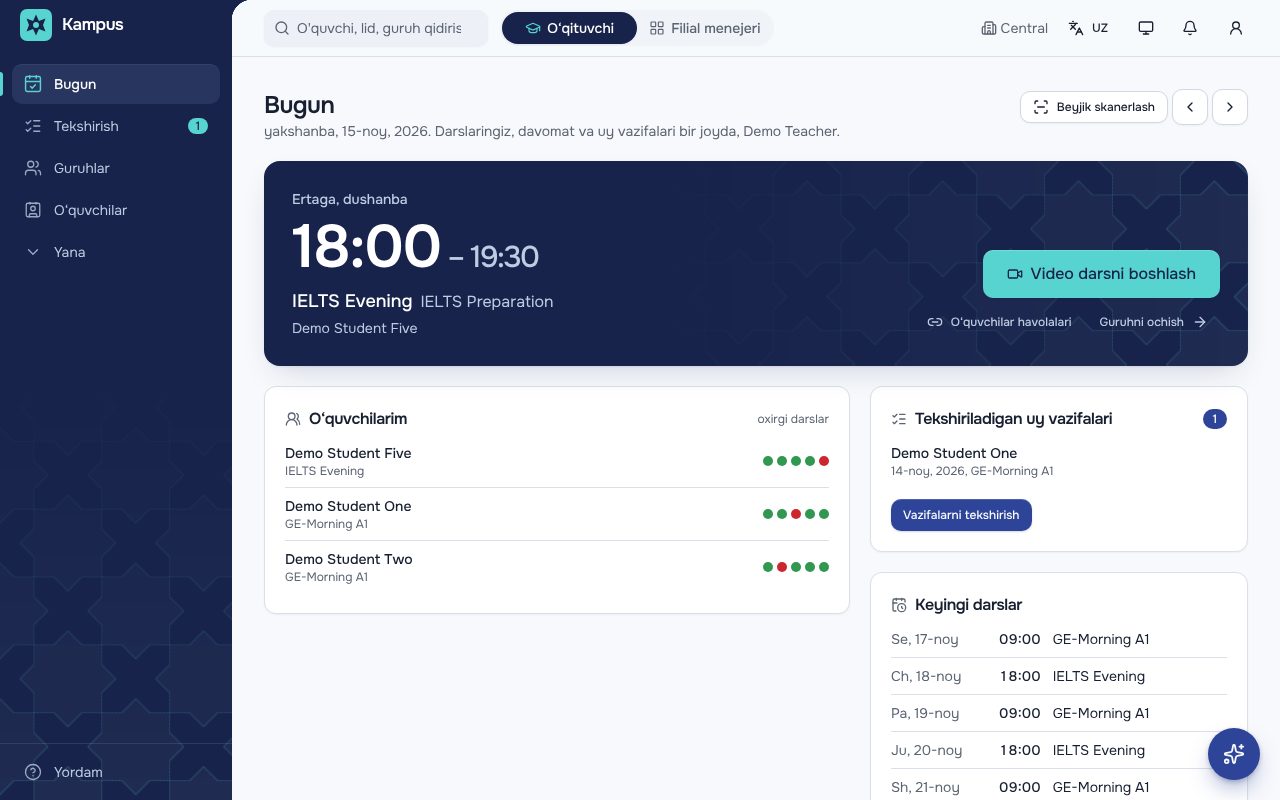 Kampus
Bugun
Tekshirish 1
Guruhlar
O‘quvchilar
Yana
Yordam
O'quvchi, lid, guruh qidiris
O‘qituvchi
Filial menejeri
Central
UZ
Bugun
yakshanba, 15-noy, 2026. Darslaringiz, davomat va uy vazifalari bir joyda, Demo Teacher.
Beyjik skanerlash
Ertaga, dushanba
18:00 – 19:30
IELTS Evening IELTS Preparation
Demo Student Five
Video darsni boshlash
O‘quvchilar havolalari
Guruhni ochish
O‘quvchilarim
oxirgi darslar
Demo Student Five
IELTS Evening
Demo Student One
GE-Morning A1
Demo Student Two
GE-Morning A1
Tekshiriladigan uy vazifalari 1
Demo Student One
14-noy, 2026, GE-Morning A1
Vazifalarni tekshirish
Keyingi darslar
Se, 17-noy 09:00 GE-Morning A1
Ch, 18-noy 18:00 IELTS Evening
Pa, 19-noy 09:00 GE-Morning A1
Ju, 20-noy 18:00 IELTS Evening
Sh, 21-noy 09:00 GE-Morning A1